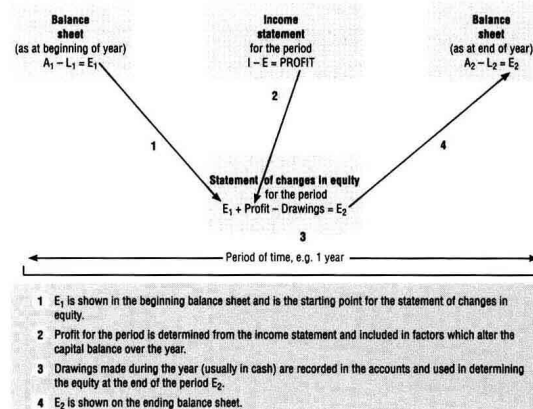 Balance
sheet
(as at beginning of year)
A₁ – L₁ = E₁
Income
statement
for the period
I – E = PROFIT
Balance
sheet
(as at end of year)
A₂ – L₂ = E₂
1
2
4
Statement of changes in equity
for the period
E₁ + Profit – Drawings = E₂
3
Period of time, e.g. 1 year
1 E₁ is shown in the beginning balance sheet and is the starting point for the statement of changes in
equity.
2 Profit for the period is determined from the income statement and included in factors which alter the
capital balance over the year.
3 Drawings made during the year (usually in cash) are recorded in the accounts and used in determining
the equity at the end of the period E₂.
4 E₂ is shown on the ending balance sheet.